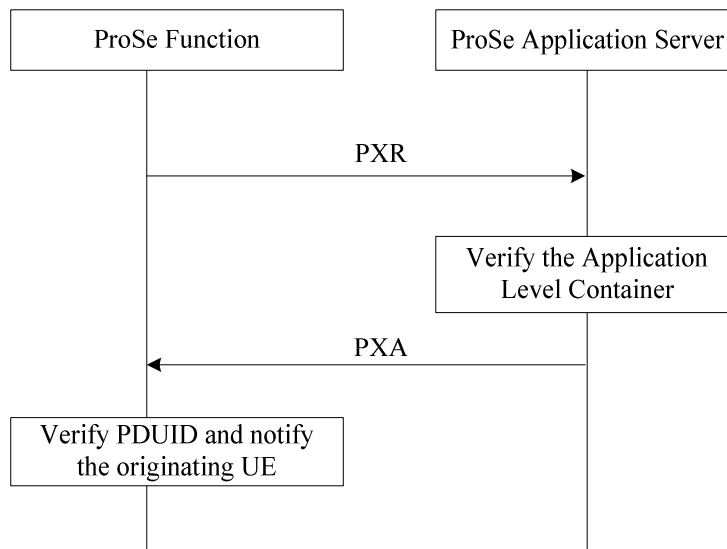 ProSe Function
ProSe Application Server
PXR
Verify the Application
Level Container
PXA
Verify PDUID and notify
the originating UE